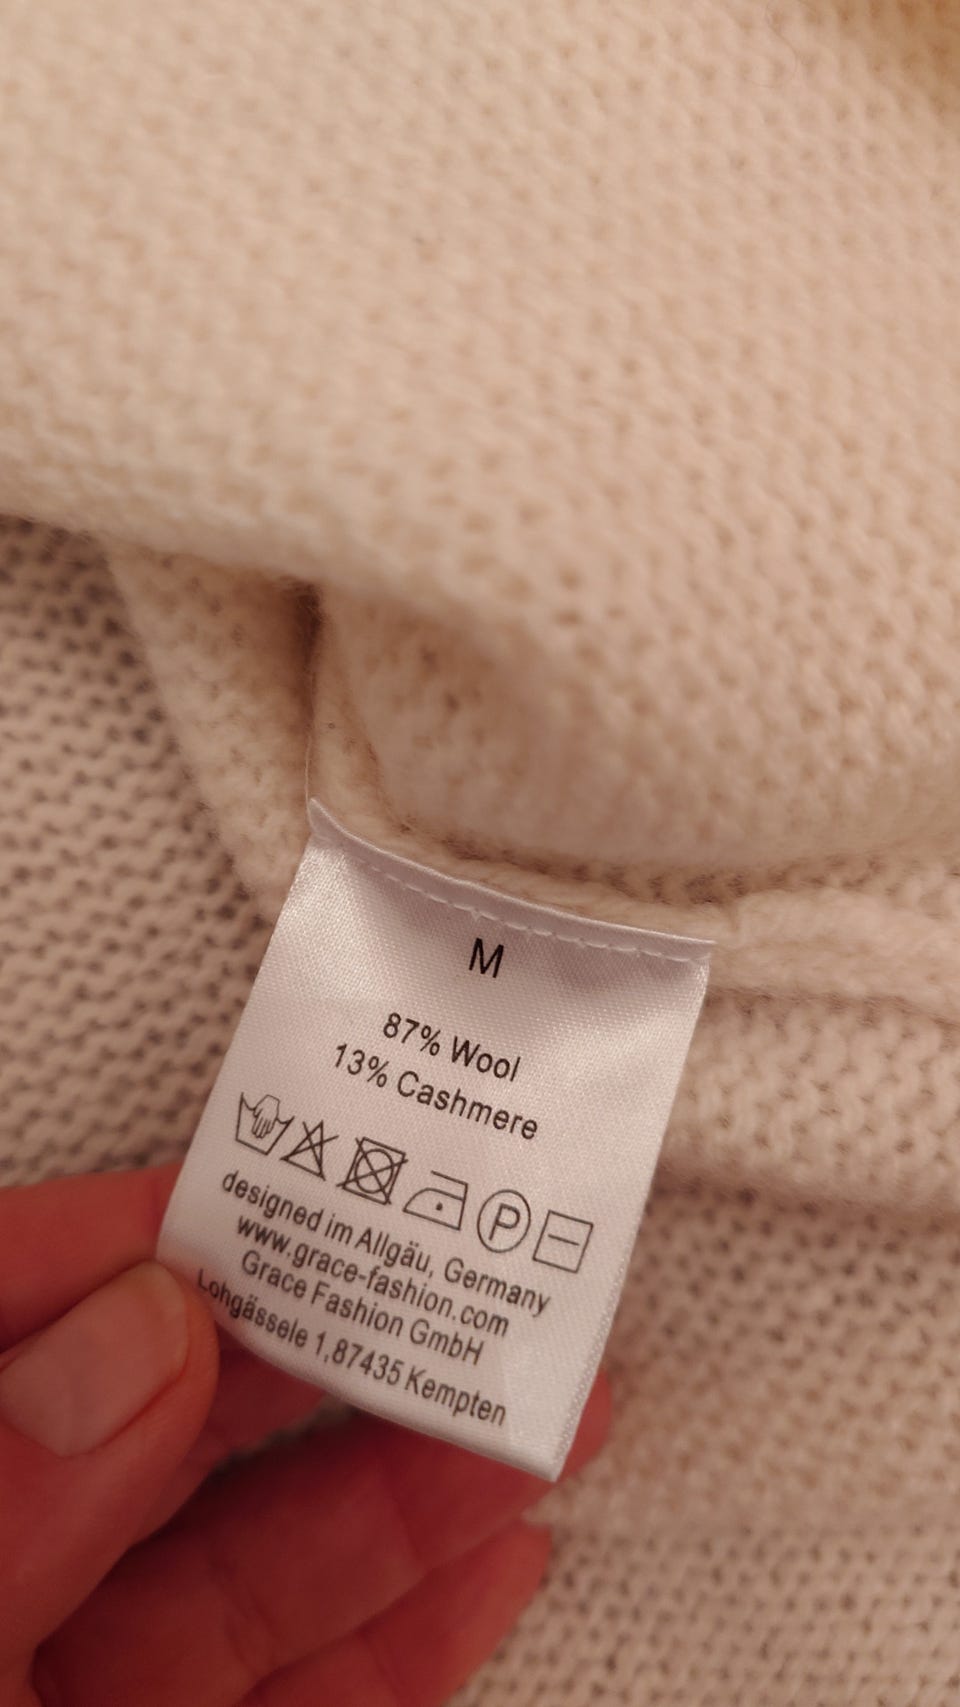 M
87% Wool
13% Cashmere
P
designed im Allgäu, Germany
www.grace-fashion.com
Grace Fashion GmbH
Lohgässele 1,87435 Kempten